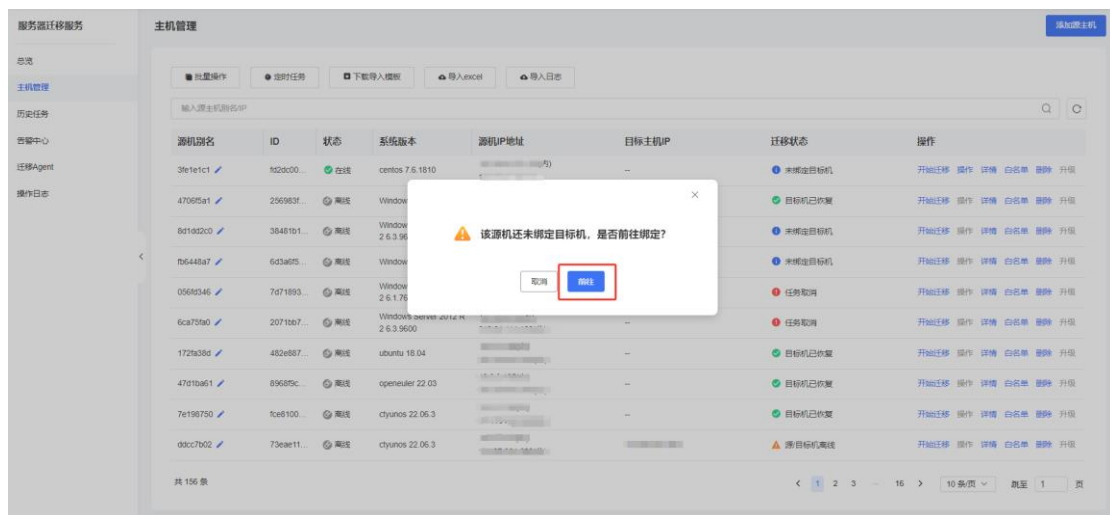 服务器迁移服务
主机管理
添加源主机
总览
主机管理
历史任务
告警中心
迁移Agent
操作日志
批量操作 定时任务 下载导入模板 导入excel 导入日志
输入源主机别名/IP
源机别名 ID 状态 系统版本 源机IP地址 目标主机IP 迁移状态 操作
3fe1e1c1 fd2dc00... 在线 centos 7.6.1810 内) -- 未绑定目标机 开始迁移 操作 详情 白名单 删除 升级
4706f5a1 256983f... 离线 Window 目标机已恢复 开始迁移 操作 详情 白名单 删除 升级
8d1dd2c0 38481b1... 离线 Window 2 6.3.96 未绑定目标机 开始迁移 操作 详情 白名单 删除 升级
fb6448a7 6d3a6f5... 离线 Window 未绑定目标机 开始迁移 操作 详情 白名单 删除 升级
056fd346 7d71893... 离线 Window 2 6.1.76 任务取消 开始迁移 操作 详情 白名单 删除 升级
6ca75fa0 2071bb7... 离线 Windows Server 2012 R 2 6.3.9600 -- 任务取消 开始迁移 操作 详情 白名单 删除 升级
172fa38d 482e887... 离线 ubuntu 18.04 -- 目标机已恢复 开始迁移 操作 详情 白名单 删除 升级
47d1ba61 8968f9c... 离线 openeuler 22.03 -- 目标机已恢复 开始迁移 操作 详情 白名单 删除 升级
7e198750 fce8100... 离线 ctyunos 22.06.3 -- 目标机已恢复 开始迁移 操作 详情 白名单 删除 升级
ddcc7b02 73eae11... 离线 ctyunos 22.06.3 源/目标机离线 开始迁移 操作 详情 白名单 删除 升级
该源机还未绑定目标机，是否前往绑定？
取消 前往
共 156 条
1 2 3 ... 16 10 条/页 跳至 1 页